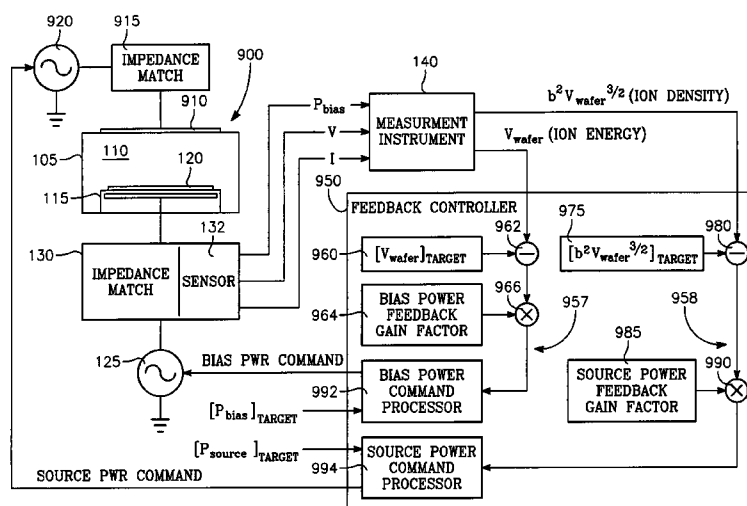 920
915
IMPEDANCE
MATCH
900
910
105
110
120
115
130
132
IMPEDANCE
MATCH
SENSOR
125
P_bias
V
I
140
MEASURMENT
INSTRUMENT
b²V_wafer^3/2 (ION DENSITY)
V_wafer (ION ENERGY)
950
FEEDBACK CONTROLLER
960
[V_wafer]_TARGET
962
−
975
[b²V_wafer^3/2]_TARGET
980
−
964
BIAS POWER
FEEDBACK
GAIN FACTOR
966
×
957
958
985
SOURCE POWER
FEEDBACK
GAIN FACTOR
990
×
BIAS PWR COMMAND
992
BIAS POWER
COMMAND
PROCESSOR
[P_bias]_TARGET
[P_source]_TARGET
994
SOURCE POWER
COMMAND
PROCESSOR
SOURCE PWR COMMAND